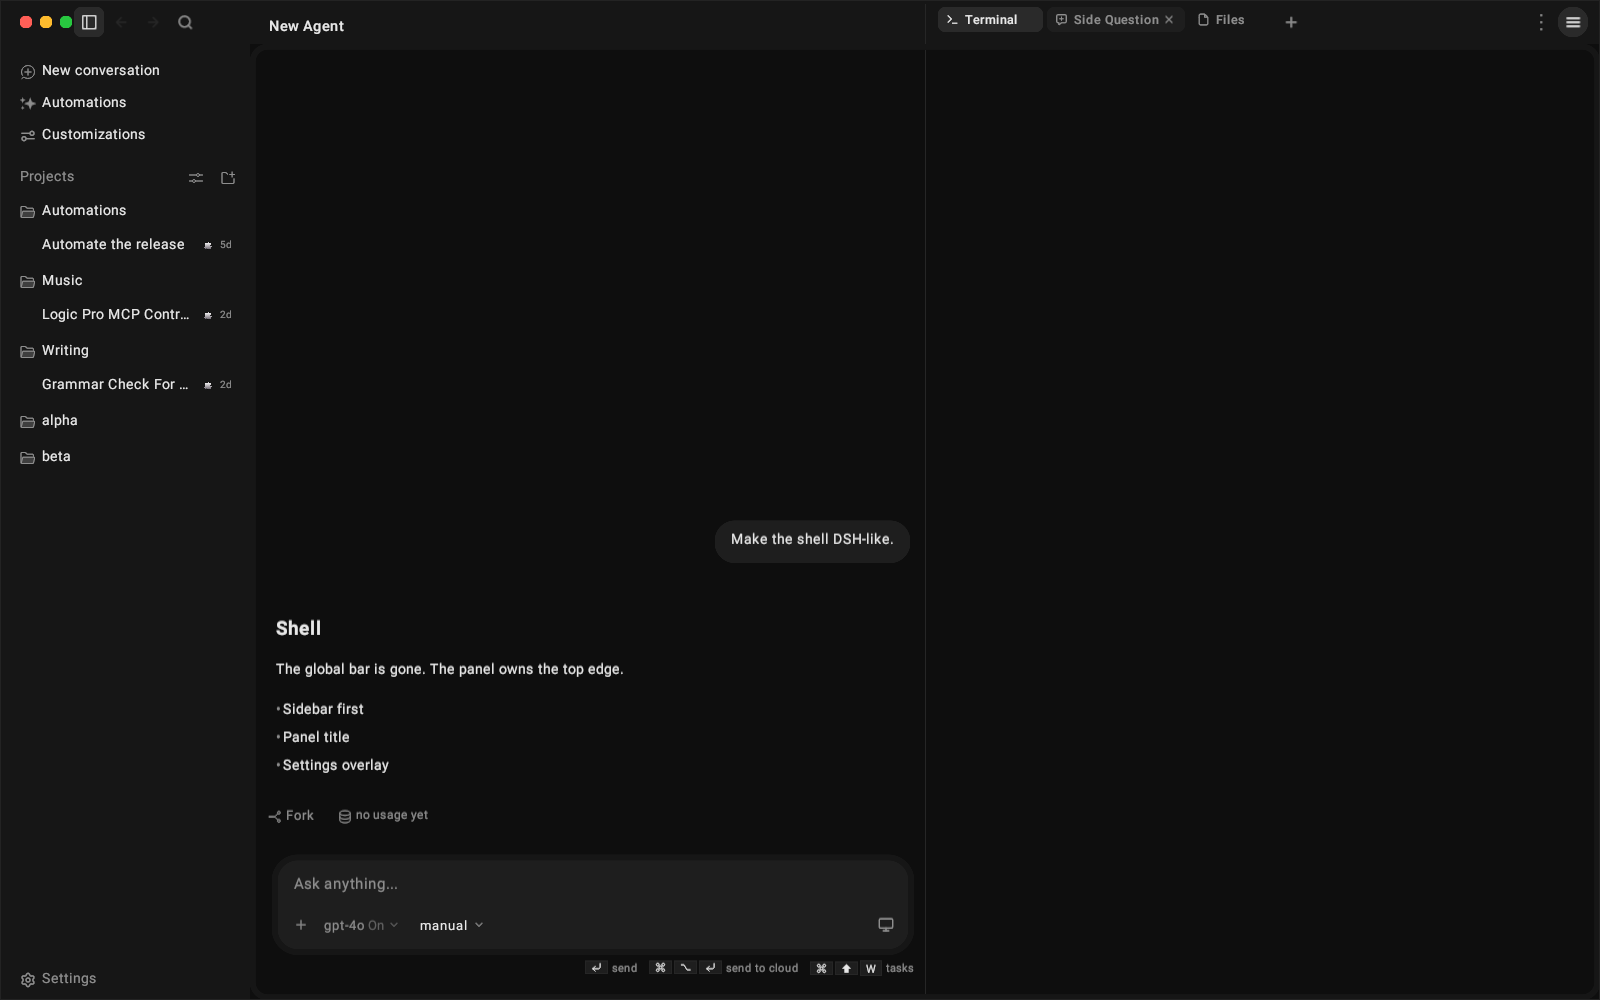 New Agent
Terminal
Side Question
Files
New conversation
Automations
Customizations
Projects
Automations
Automate the release 5d
Music
Logic Pro MCP Contr... 2d
Writing
Grammar Check For ... 2d
alpha
beta
Settings
Make the shell DSH-like.
Shell
The global bar is gone. The panel owns the top edge.
• Sidebar first
• Panel title
• Settings overlay
Fork no usage yet
Ask anything...
gpt-4o On manual
send ⌘ ⌥ send to cloud ⌘ W tasks